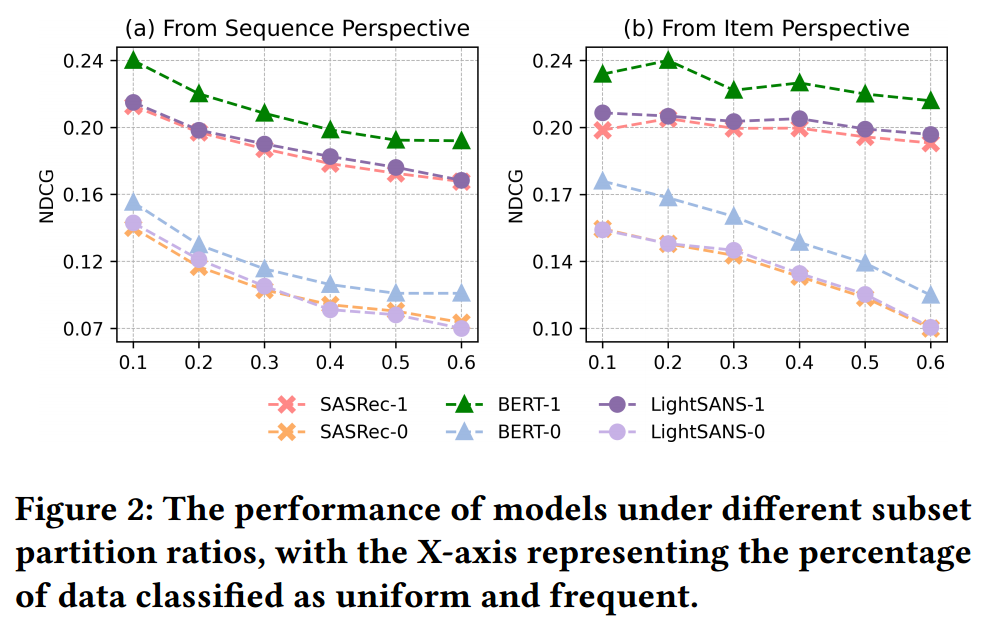 (a) From Sequence Perspective
NDCG
0.24
0.20
0.16
0.12
0.07
0.1 0.2 0.3 0.4 0.5 0.6
(b) From Item Perspective
NDCG
0.24
0.20
0.17
0.14
0.10
0.1 0.2 0.3 0.4 0.5 0.6
SASRec-1 BERT-1 LightSANS-1
SASRec-0 BERT-0 LightSANS-0
Figure 2: The performance of models under different subset
partition ratios, with the X-axis representing the percentage
of data classified as uniform and frequent.